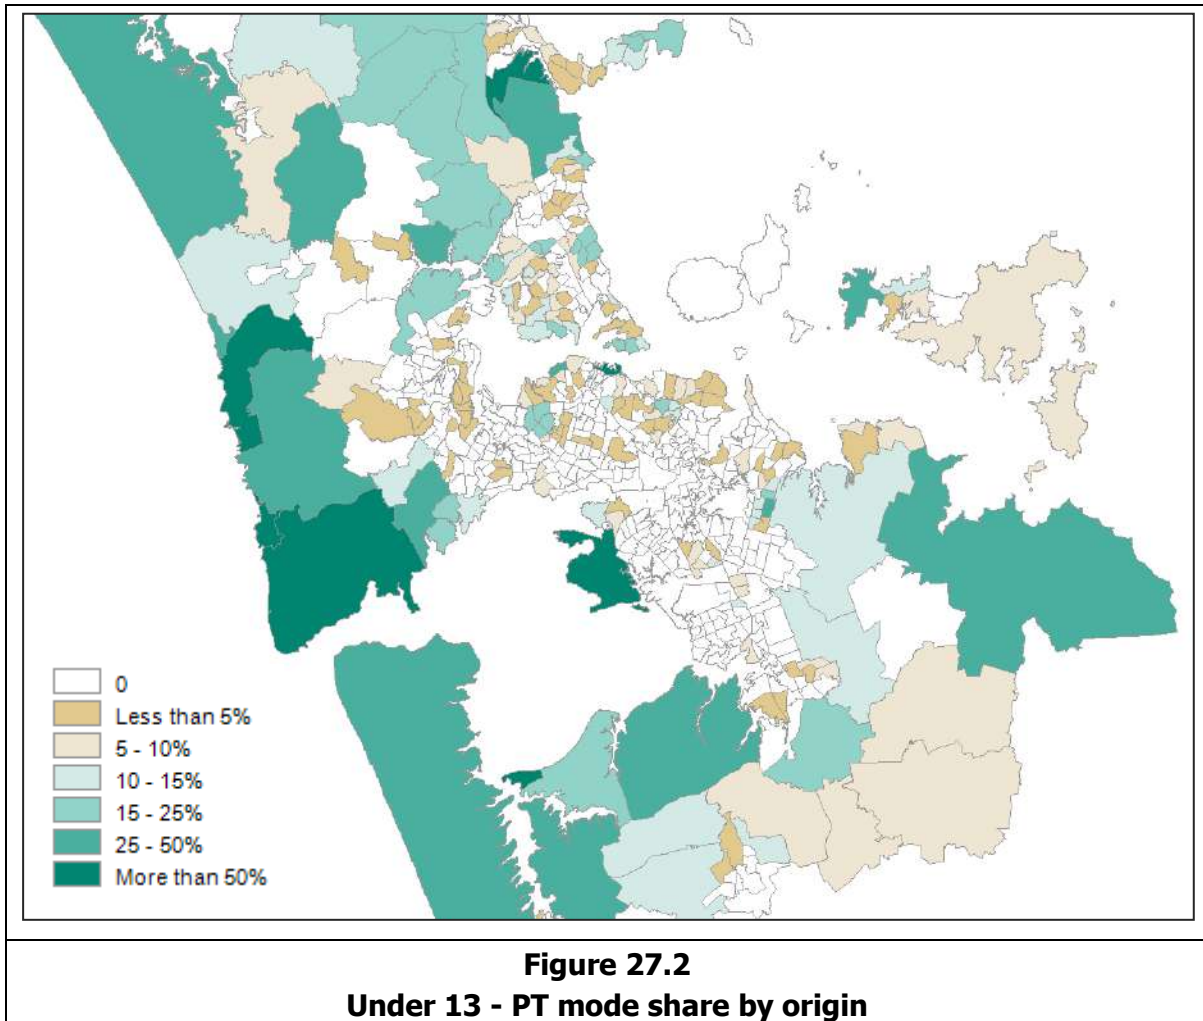 0
Less than 5%
5 - 10%
10 - 15%
15 - 25%
25 - 50%
More than 50%
Figure 27.2
Under 13 - PT mode share by origin